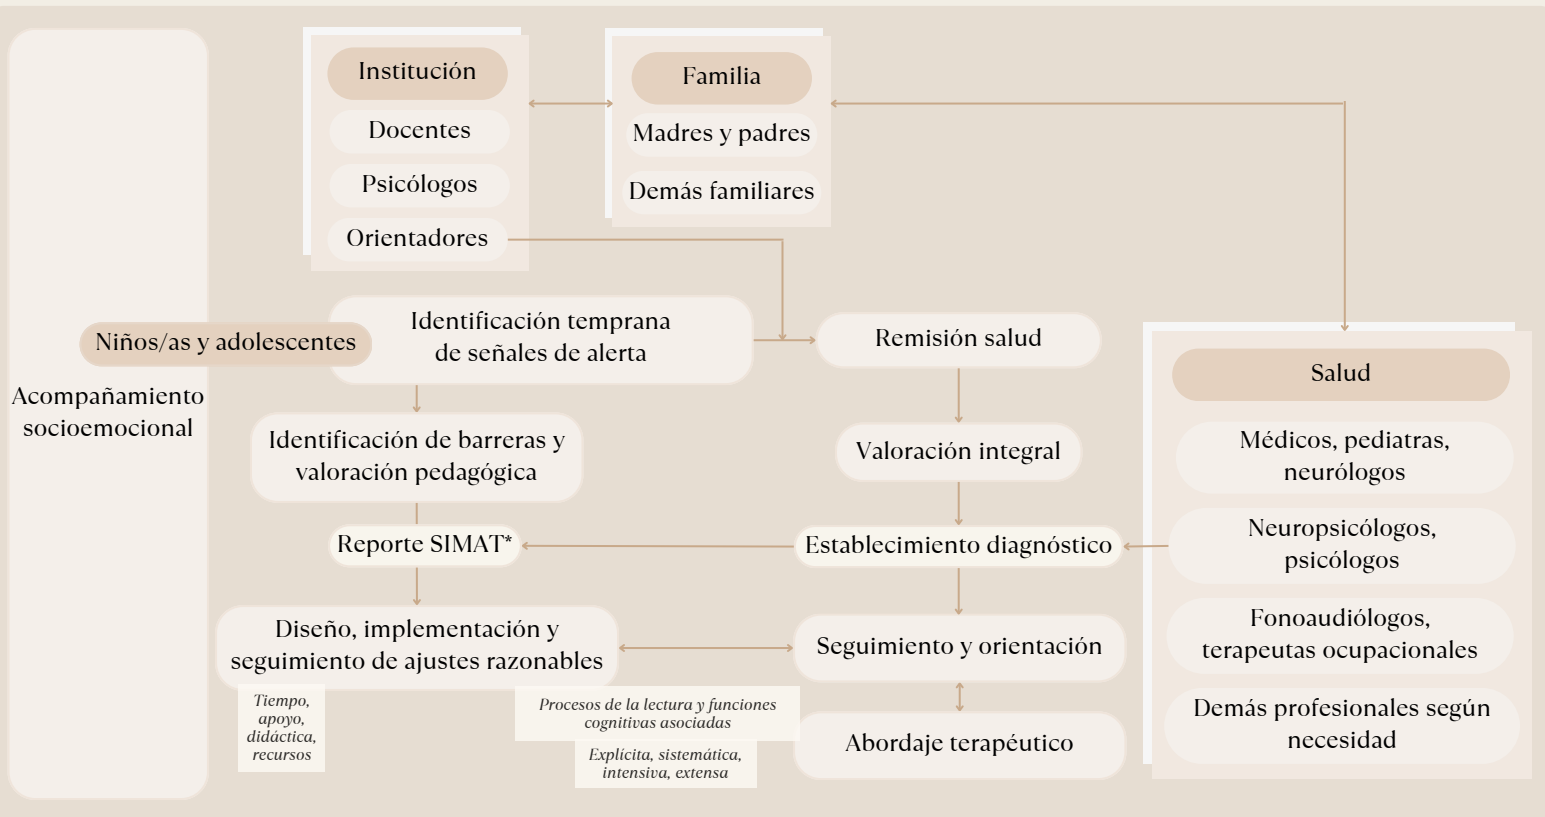 Institución
Docentes
Psicólogos
Orientadores
Familia
Madres y padres
Demás familiares
Niños/as y adolescentes
Acompañamiento
socioemocional
Identificación temprana
de señales de alerta
Identificación de barreras y
valoración pedagógica
Reporte SIMAT*
Diseño, implementación y
seguimiento de ajustes razonables
Tiempo,
apoyo,
didáctica,
recursos
Procesos de la lectura y funciones
cognitivas asociadas
Explícita, sistemática,
intensiva, extensa
Remisión salud
Valoración integral
Establecimiento diagnóstico
Seguimiento y orientación
Abordaje terapéutico
Salud
Médicos, pediatras,
neurólogos
Neuropsicólogos,
psicólogos
Fonoaudiólogos,
terapeutas ocupacionales
Demás profesionales según
necesidad